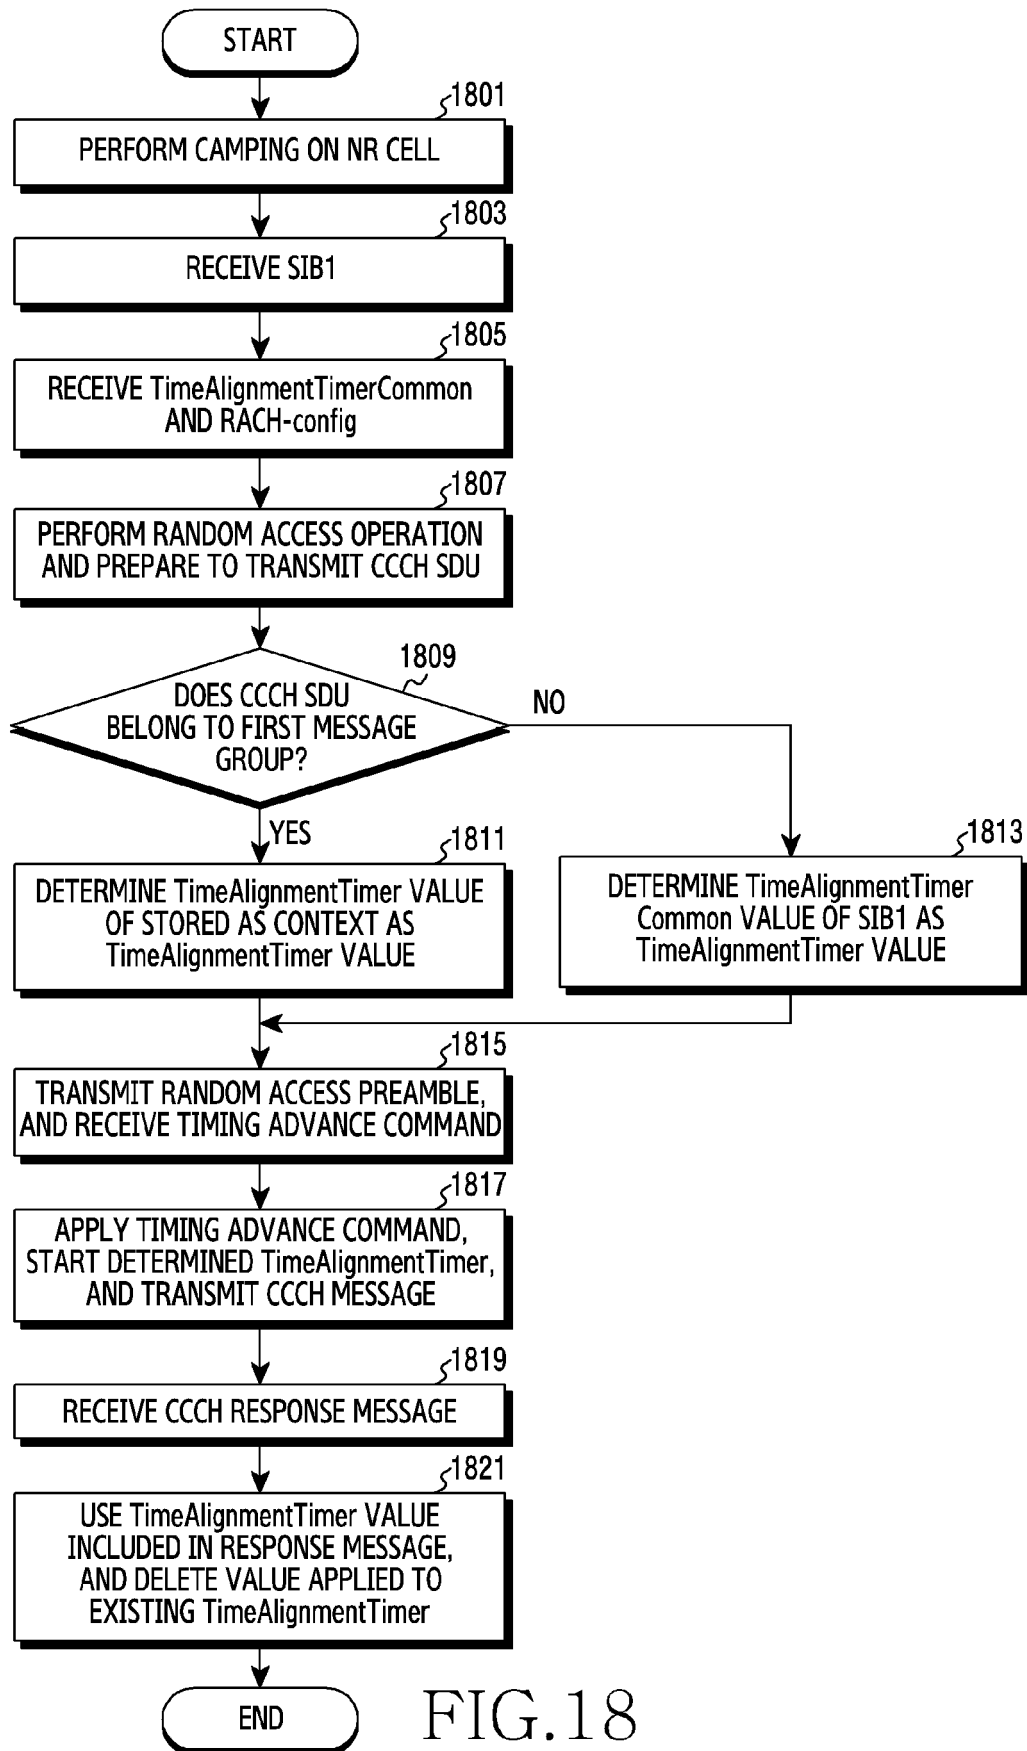 START
1801
PERFORM CAMPING ON NR CELL
1803
RECEIVE SIB1
1805
RECEIVE TimeAlignmentTimerCommon
AND RACH-config
1807
PERFORM RANDOM ACCESS OPERATION
AND PREPARE TO TRANSMIT CCCH SDU
1809
DOES CCCH SDU
BELONG TO FIRST MESSAGE
GROUP?
NO
YES
1811
DETERMINE TimeAlignmentTimer VALUE
OF STORED AS CONTEXT AS
TimeAlignmentTimer VALUE
1813
DETERMINE TimeAlignmentTimer
Common VALUE OF SIB1 AS
TimeAlignmentTimer VALUE
1815
TRANSMIT RANDOM ACCESS PREAMBLE,
AND RECEIVE TIMING ADVANCE COMMAND
1817
APPLY TIMING ADVANCE COMMAND,
START DETERMINED TimeAlignmentTimer,
AND TRANSMIT CCCH MESSAGE
1819
RECEIVE CCCH RESPONSE MESSAGE
1821
USE TimeAlignmentTimer VALUE
INCLUDED IN RESPONSE MESSAGE,
AND DELETE VALUE APPLIED TO
EXISTING TimeAlignmentTimer
END
FIG.18